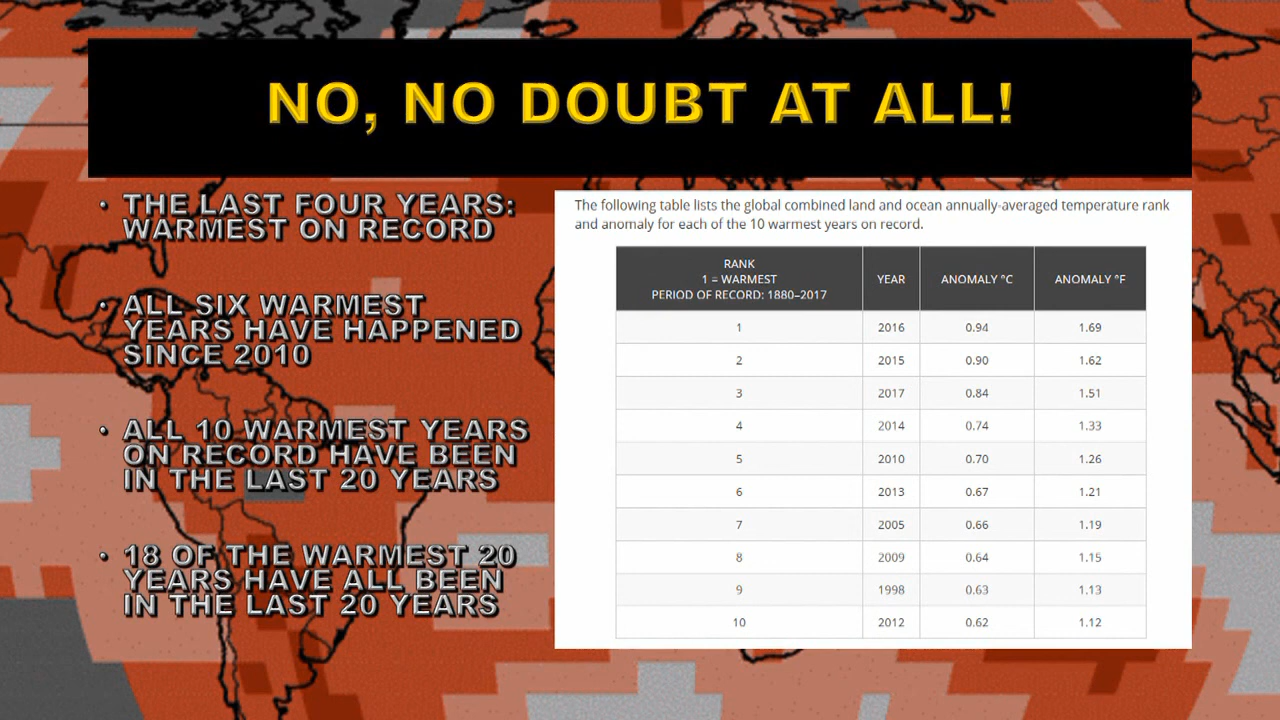 NO, NO DOUBT AT ALL!
• THE LAST FOUR YEARS:
WARMEST ON RECORD
• ALL SIX WARMEST
YEARS HAVE HAPPENED
SINCE 2010
• ALL 10 WARMEST YEARS
ON RECORD HAVE BEEN
IN THE LAST 20 YEARS
• 18 OF THE WARMEST 20
YEARS HAVE ALL BEEN
IN THE LAST 20 YEARS
The following table lists the global combined land and ocean annually-averaged temperature rank
and anomaly for each of the 10 warmest years on record.
RANK
1 = WARMEST
PERIOD OF RECORD: 1880–2017 YEAR ANOMALY °C ANOMALY °F
1 2016 0.94 1.69
2 2015 0.90 1.62
3 2017 0.84 1.51
4 2014 0.74 1.33
5 2010 0.70 1.26
6 2013 0.67 1.21
7 2005 0.66 1.19
8 2009 0.64 1.15
9 1998 0.63 1.13
10 2012 0.62 1.12